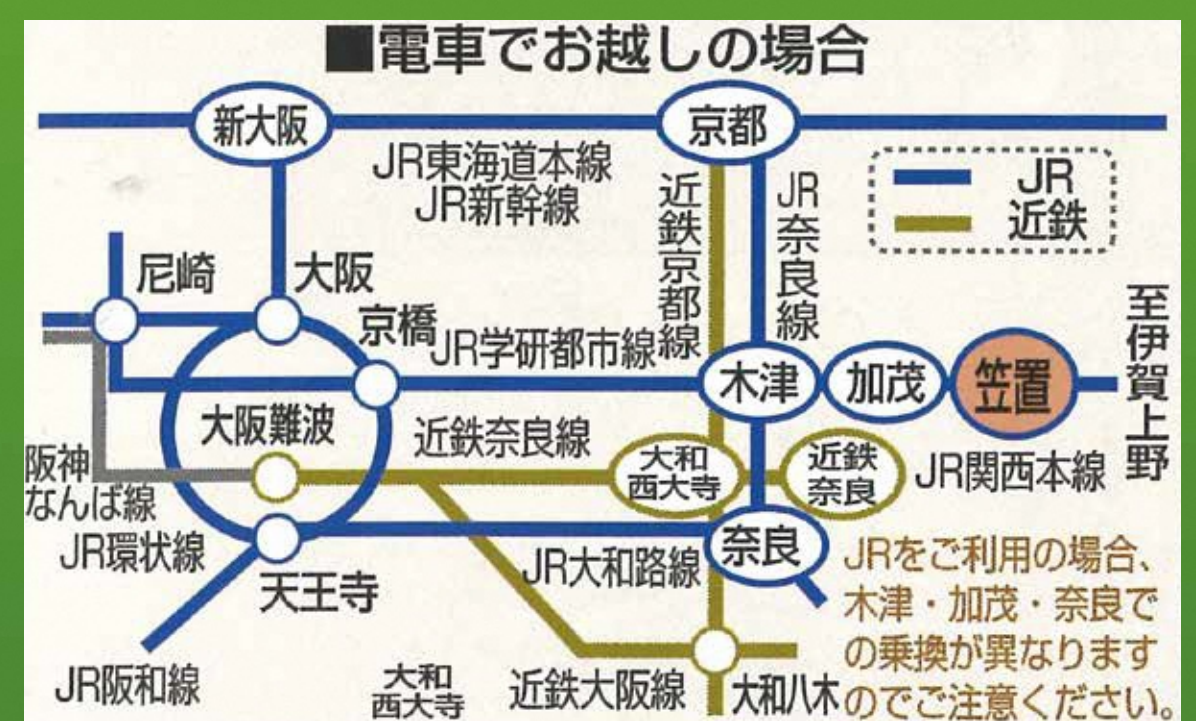 ■電車でお越しの場合
新大阪
京都
JR東海道本線
JR新幹線
近鉄京都線
JR奈良線
JR
近鉄
尼崎
大阪
京橋
JR学研都市線
木津
加茂
笠置
至伊賀上野
大阪難波
近鉄奈良線
大和
西大寺
近鉄
奈良
JR関西本線
阪神
なんば線
JR環状線
天王寺
JR大和路線
奈良
JRをご利用の場合、
木津・加茂・奈良で
の乗換が異なります
のでご注意ください。
JR阪和線
大和
西大寺
近鉄大阪線
大和八木